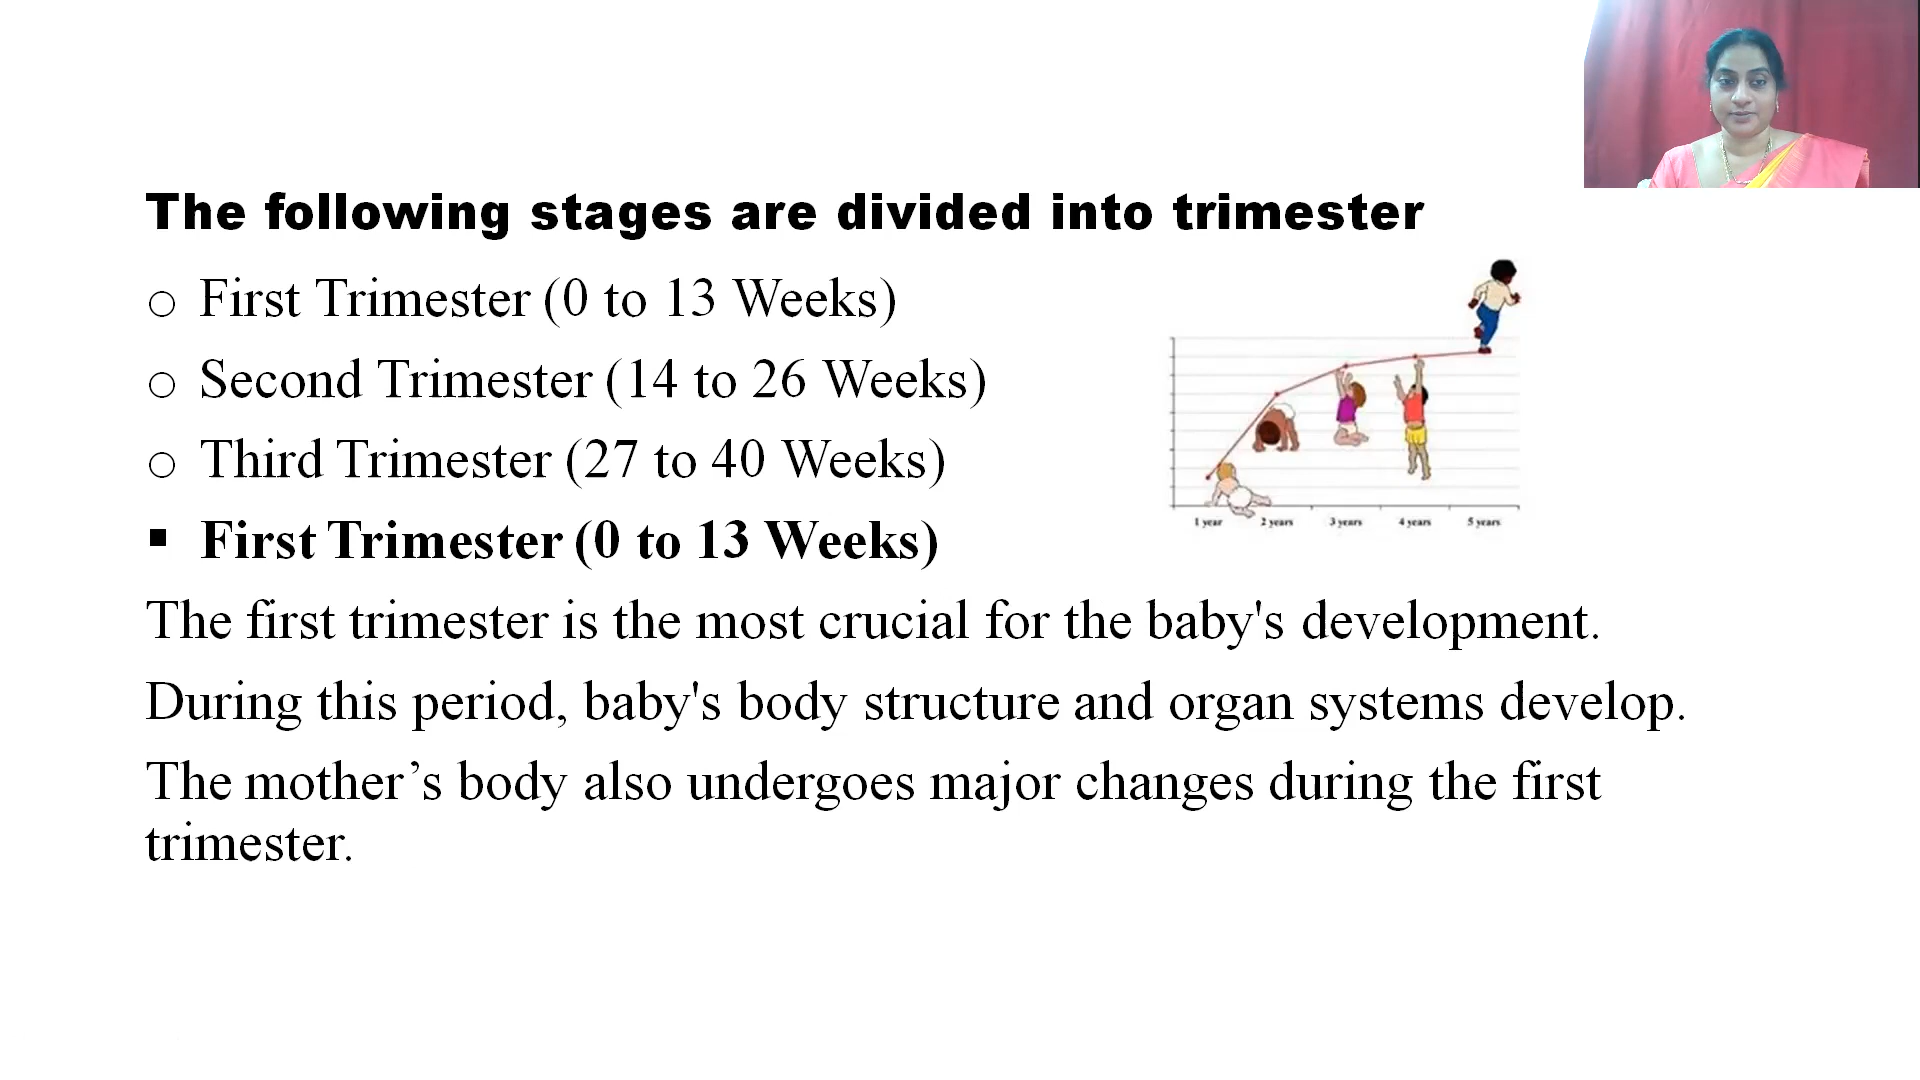 The following stages are divided into trimester
o First Trimester (0 to 13 Weeks)
o Second Trimester (14 to 26 Weeks)
o Third Trimester (27 to 40 Weeks)
▪ First Trimester (0 to 13 Weeks)
The first trimester is the most crucial for the baby's development.
During this period, baby's body structure and organ systems develop.
The mother’s body also undergoes major changes during the first
trimester.
1 year 2 years 3 years 4 years 5 years